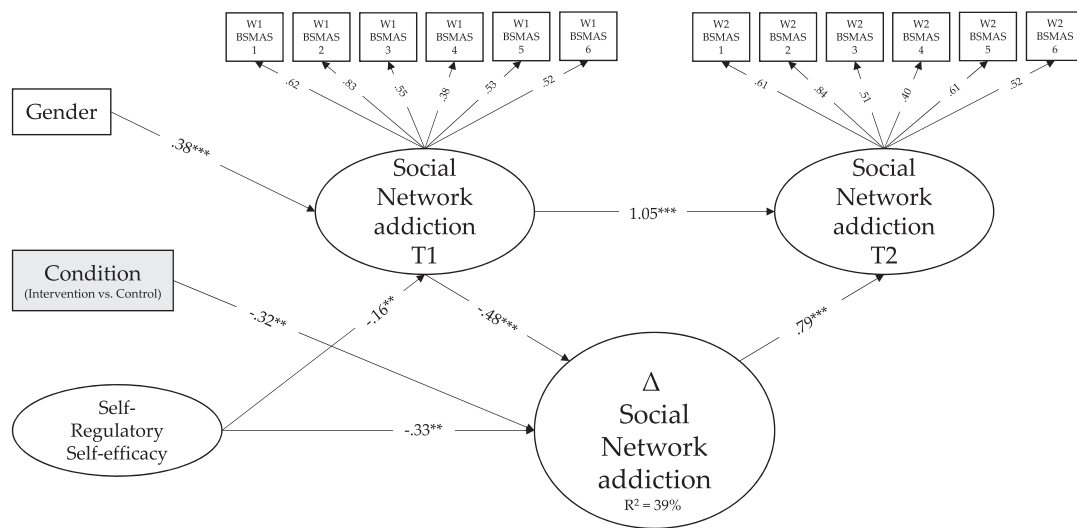 W1 W1 W1 W1 W1 W1
BSMAS BSMAS BSMAS BSMAS BSMAS BSMAS
1 2 3 4 5 6
W2 W2 W2 W2 W2 W2
BSMAS BSMAS BSMAS BSMAS BSMAS BSMAS
1 2 3 4 5 6
.62 .83 .55 .38 .53 .52
.61 .84 .51 .40 .61 .52
Gender
.38***
Social
Network
addiction
T1
1.05***
Social
Network
addiction
T2
Condition
(Intervention vs. Control)
-.32**
-.16**
-.48***
.79***
Self-
Regulatory
Self-efficacy
-.33**
Δ
Social
Network
addiction
R² = 39%